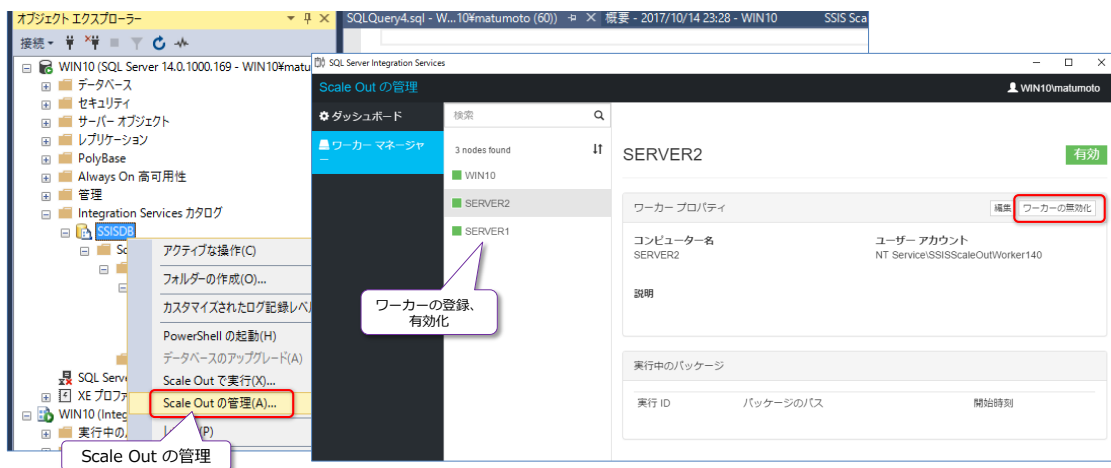 オブジェクト エクスプローラー
SQLQuery4.sql - W...10¥matumoto (60))
概要 - 2017/10/14 23:28 - WIN10
SSIS Sca
接続
WIN10 (SQL Server 14.0.1000.169 - WIN10¥matu
データベース
セキュリティ
サーバー オブジェクト
レプリケーション
PolyBase
Always On 高可用性
管理
Integration Services カタログ
SSISDB
Sc
SQL Serv
XE プロファ
WIN10 (Integ
実行中の
アクティブな操作(C)
フォルダーの作成(O)...
カスタマイズされたログ記録レベ
PowerShell の起動(H)
データベースのアップグレード(A)
Scale Out で実行(X)...
Scale Out の管理(A)...
(P)
Scale Out の管理
SQL Server Integration Services
Scale Out の管理
WIN10\matumoto
ダッシュボード
ワーカー マネージャー
検索
3 nodes found
WIN10
SERVER2
SERVER1
ワーカーの登録、
有効化
SERVER2
有効
ワーカー プロパティ
編集
ワーカーの無効化
コンピューター名
ユーザー アカウント
SERVER2
NT Service\SSISScaleOutWorker140
説明
実行中のパッケージ
実行 ID
パッケージのパス
開始時刻